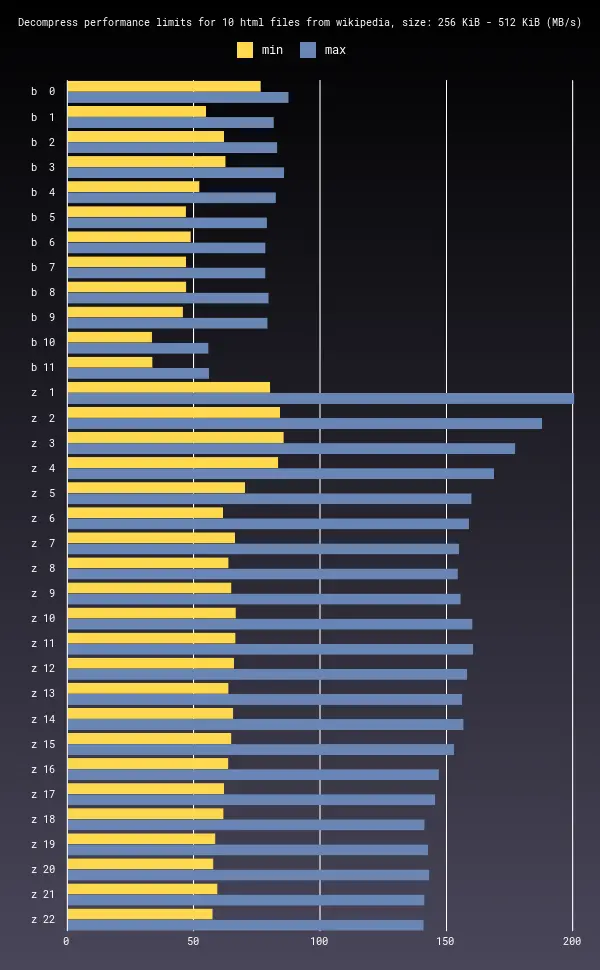 Decompress performance limits for 10 html files from wikipedia, size: 256 KiB - 512 KiB (MB/s)
min max
b 0
b 1
b 2
b 3
b 4
b 5
b 6
b 7
b 8
b 9
b 10
b 11
z 1
z 2
z 3
z 4
z 5
z 6
z 7
z 8
z 9
z 10
z 11
z 12
z 13
z 14
z 15
z 16
z 17
z 18
z 19
z 20
z 21
z 22
0 50 100 150 200